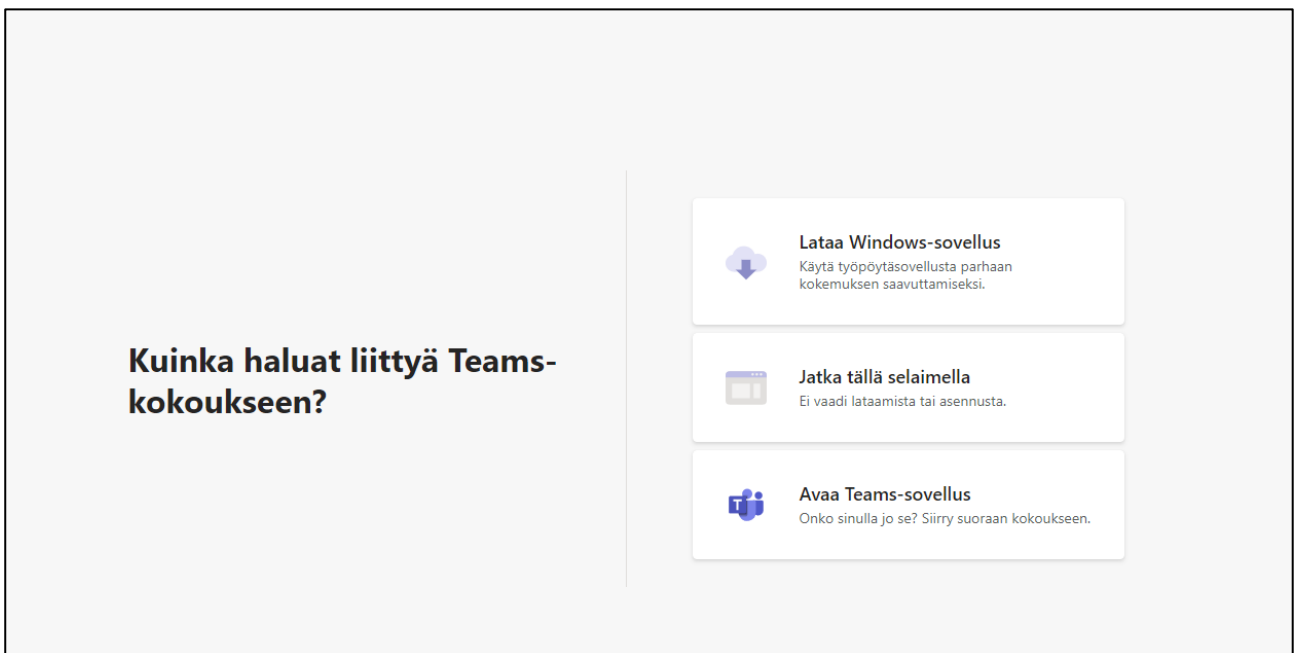 Kuinka haluat liittyä Teams-
kokoukseen?
Lataa Windows-sovellus
Käytä työpöytäsovellusta parhaan
kokemuksen saavuttamiseksi.
Jatka tällä selaimella
Ei vaadi lataamista tai asennusta.
Avaa Teams-sovellus
Onko sinulla jo se? Siirry suoraan kokoukseen.